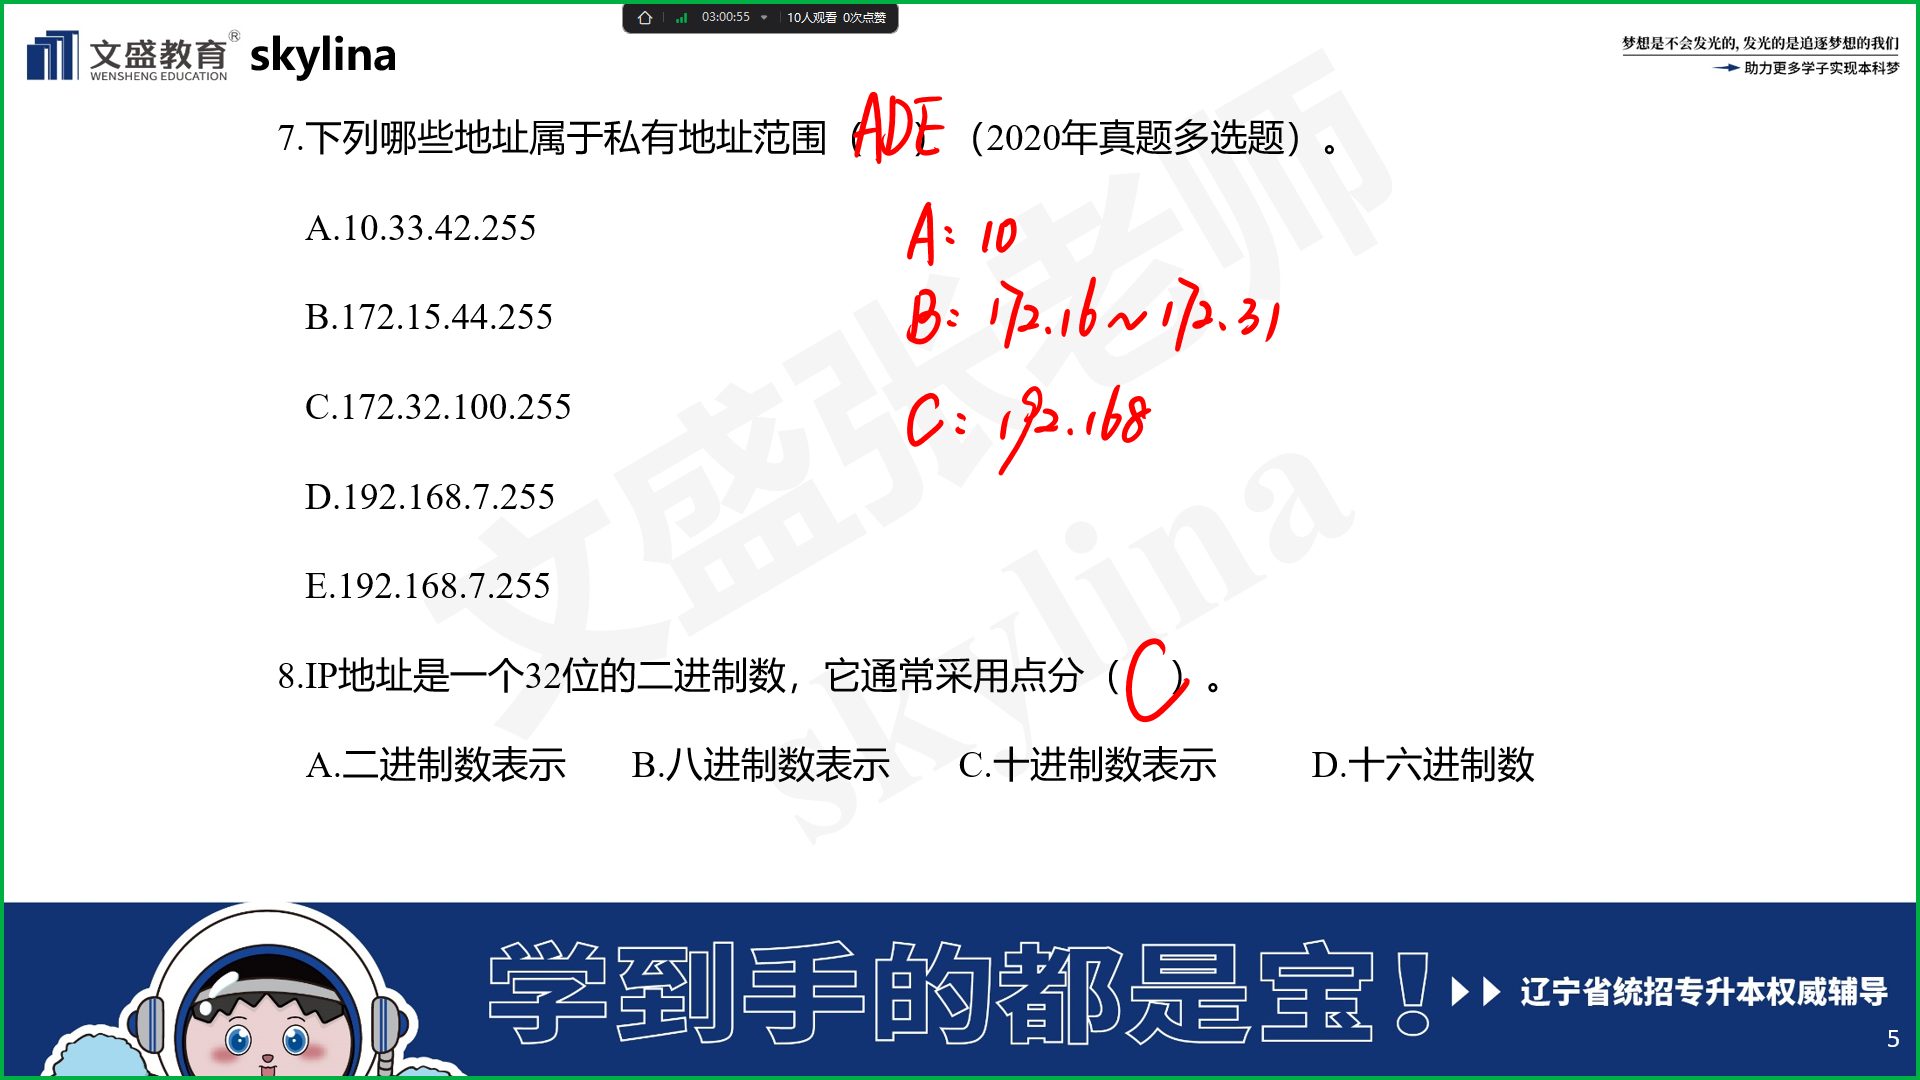 03:00:55 10人观看 0次点赞
文盛教育® skylina
WENSHENG EDUCATION
梦想是不会发光的, 发光的是追逐梦想的我们
助力更多学子实现本科梦
7.下列哪些地址属于私有地址范围（ADE）（2020年真题多选题）。
A.10.33.42.255
A: 10
B.172.15.44.255
B: 172.16~172.31
C.172.32.100.255
C: 192.168
D.192.168.7.255
E.192.168.7.255
8.IP地址是一个32位的二进制数，它通常采用点分（C）。
A.二进制数表示 B.八进制数表示 C.十进制数表示 D.十六进制数
文盛张老师
skylina
学到手的都是宝！
辽宁省统招专升本权威辅导
5